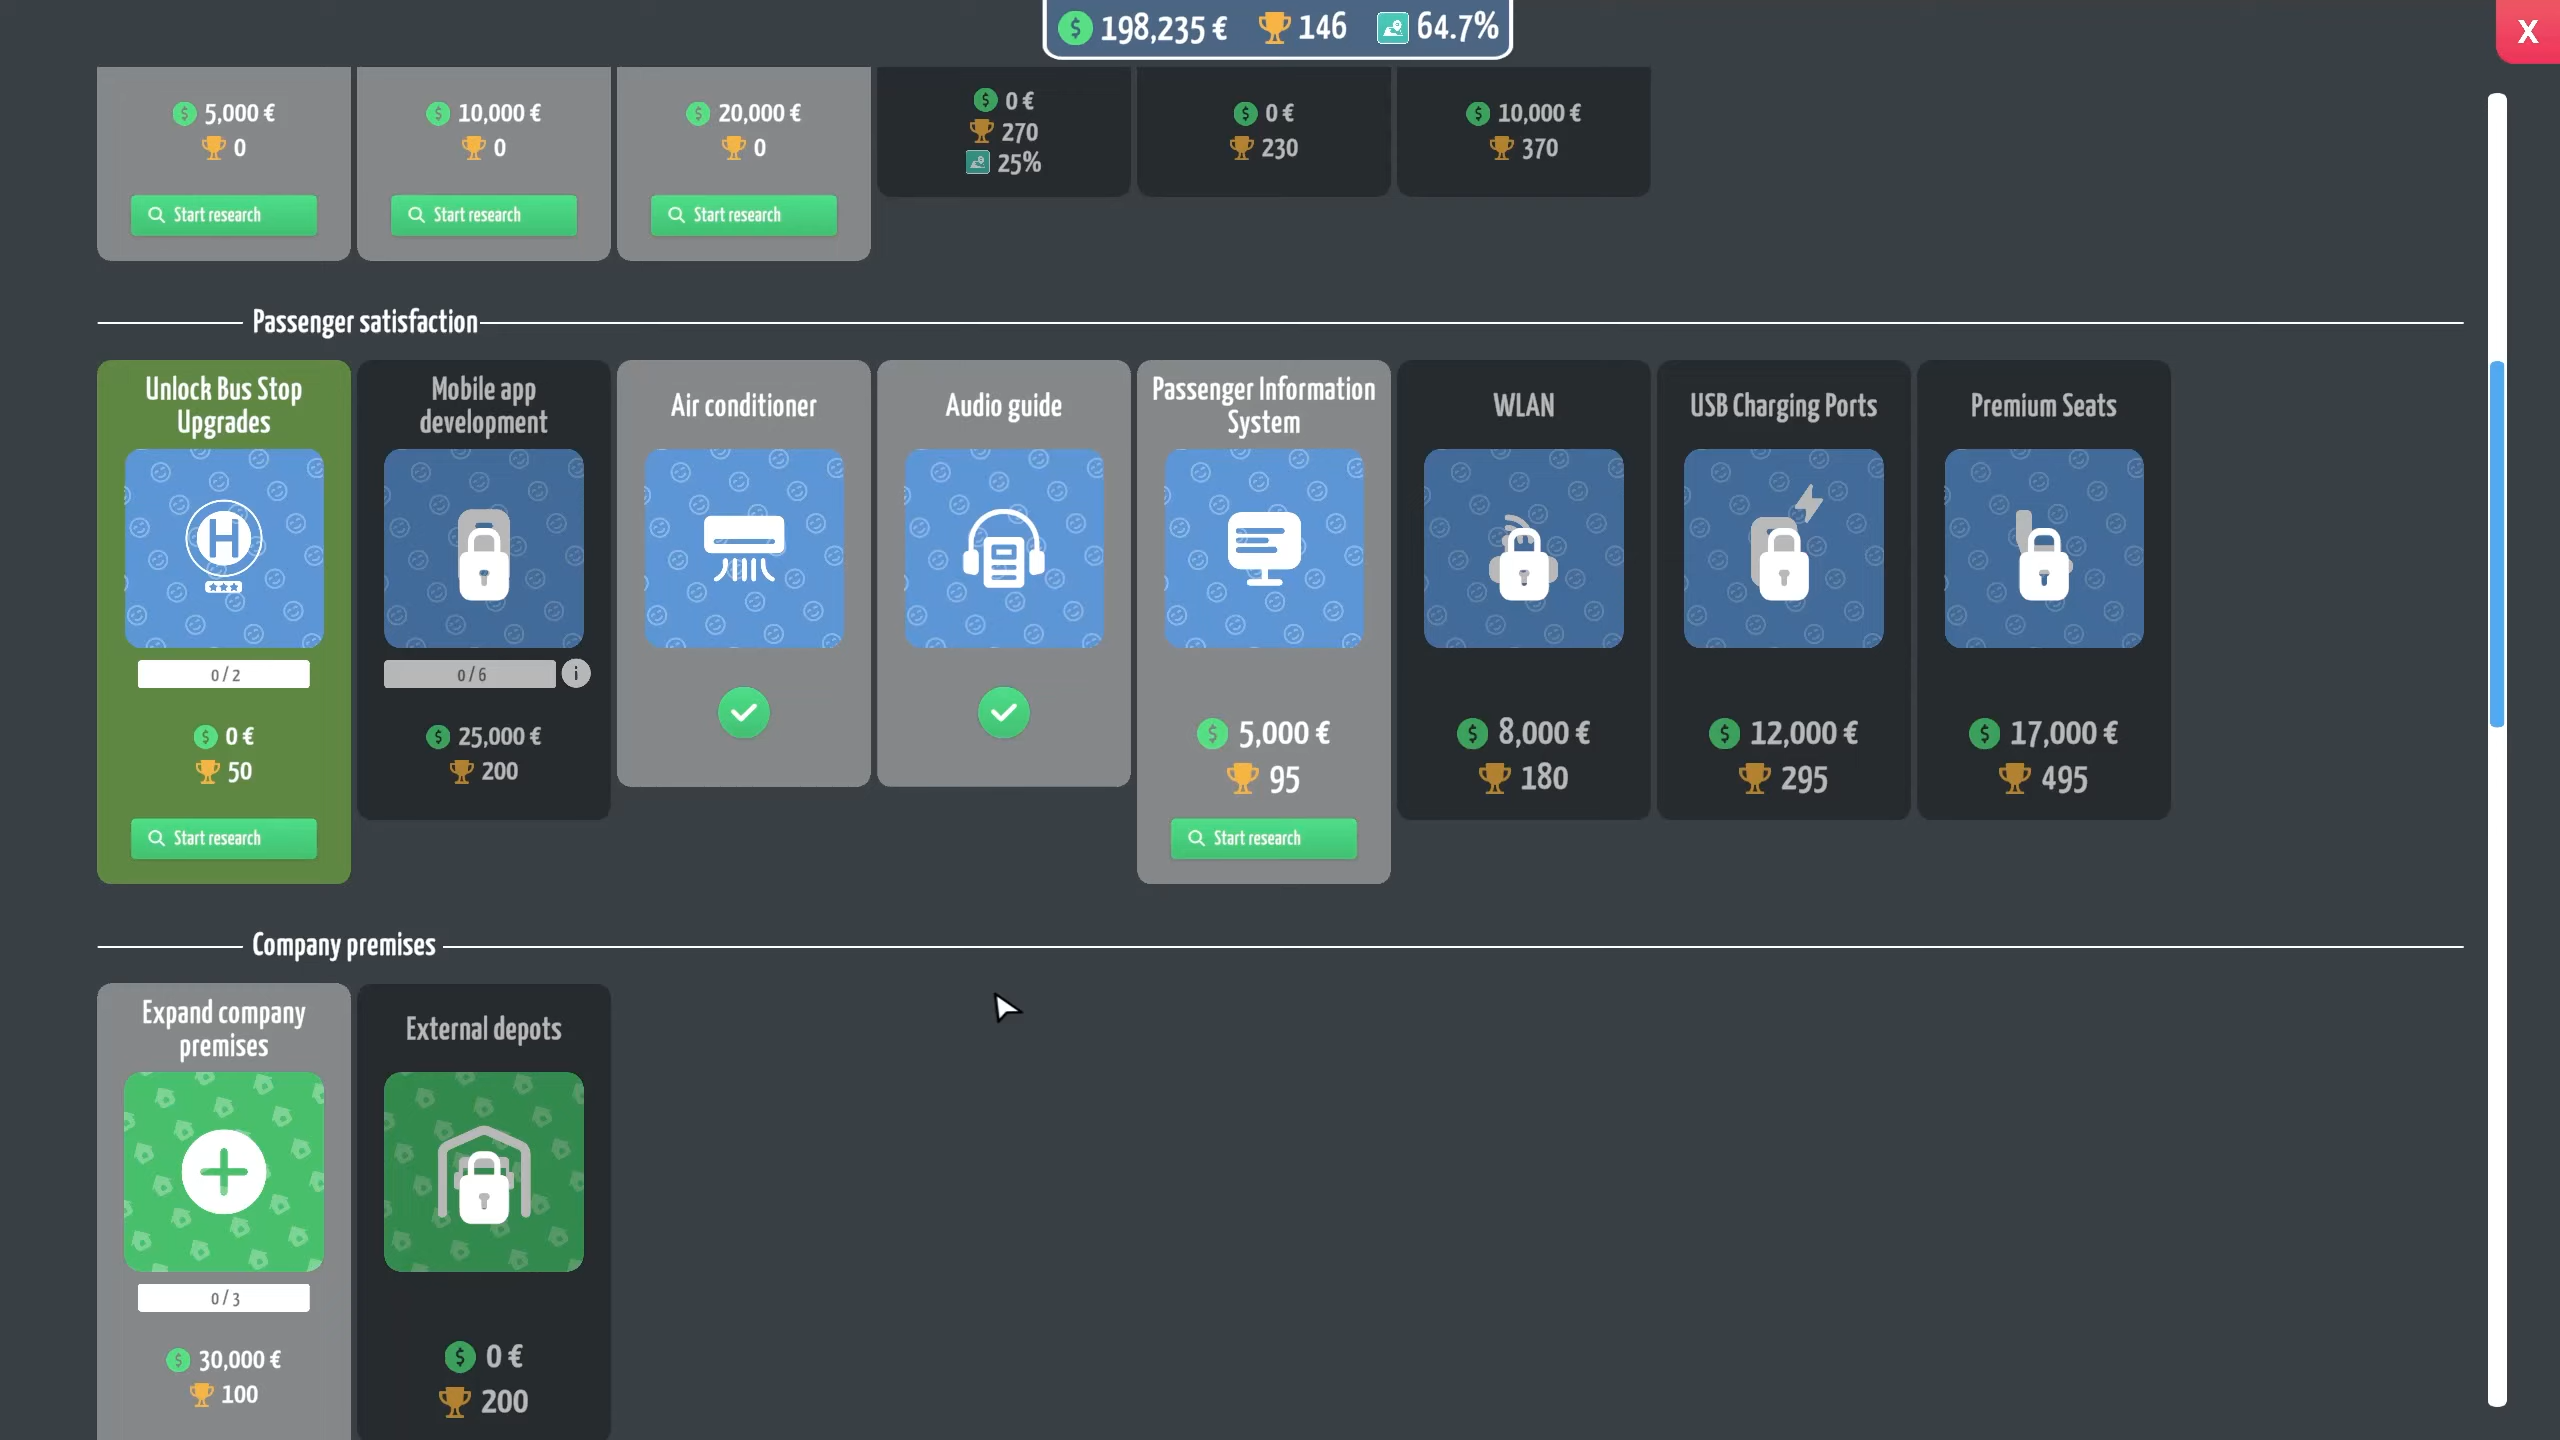 198,235 € 146 64.7%
X
5,000 € 10,000 € 20,000 € 0 € 0 € 10,000 €
0 0 0 270 230 370
25%
Start research Start research Start research
Passenger satisfaction
Unlock Bus Stop
Upgrades
0 / 2
0 €
50
Start research
Mobile app
development
0 / 6
i
25,000 €
200
Air conditioner
Audio guide
Passenger Information
System
5,000 €
95
Start research
WLAN
8,000 €
180
USB Charging Ports
12,000 €
295
Premium Seats
17,000 €
495
Company premises
Expand company
premises
0 / 3
30,000 €
100
External depots
0 €
200